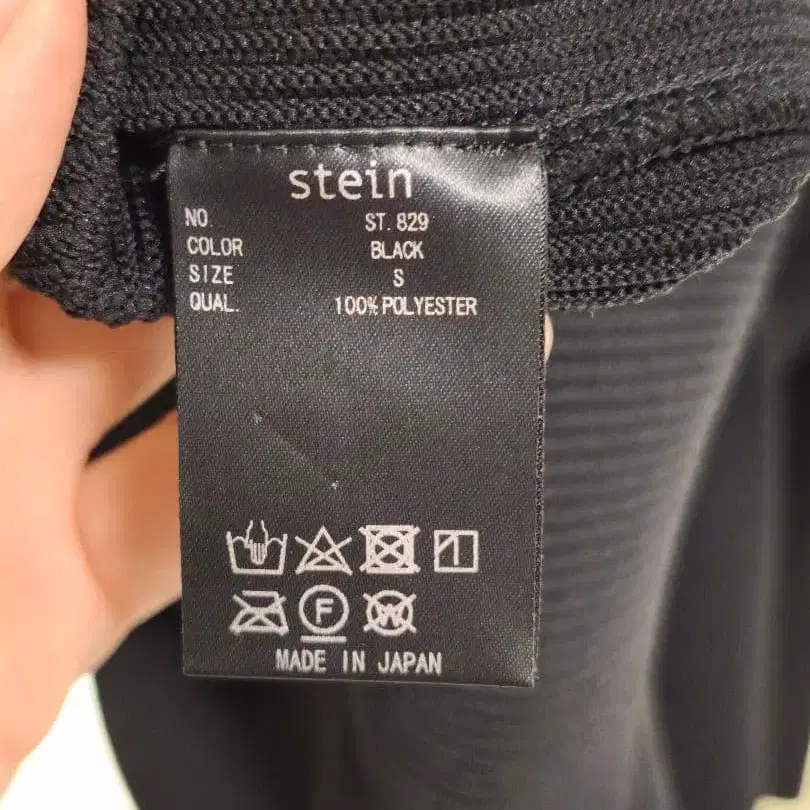 stein
NO. ST. 829
COLOR BLACK
SIZE S
QUAL. 100% POLYESTER
F
W
MADE IN JAPAN